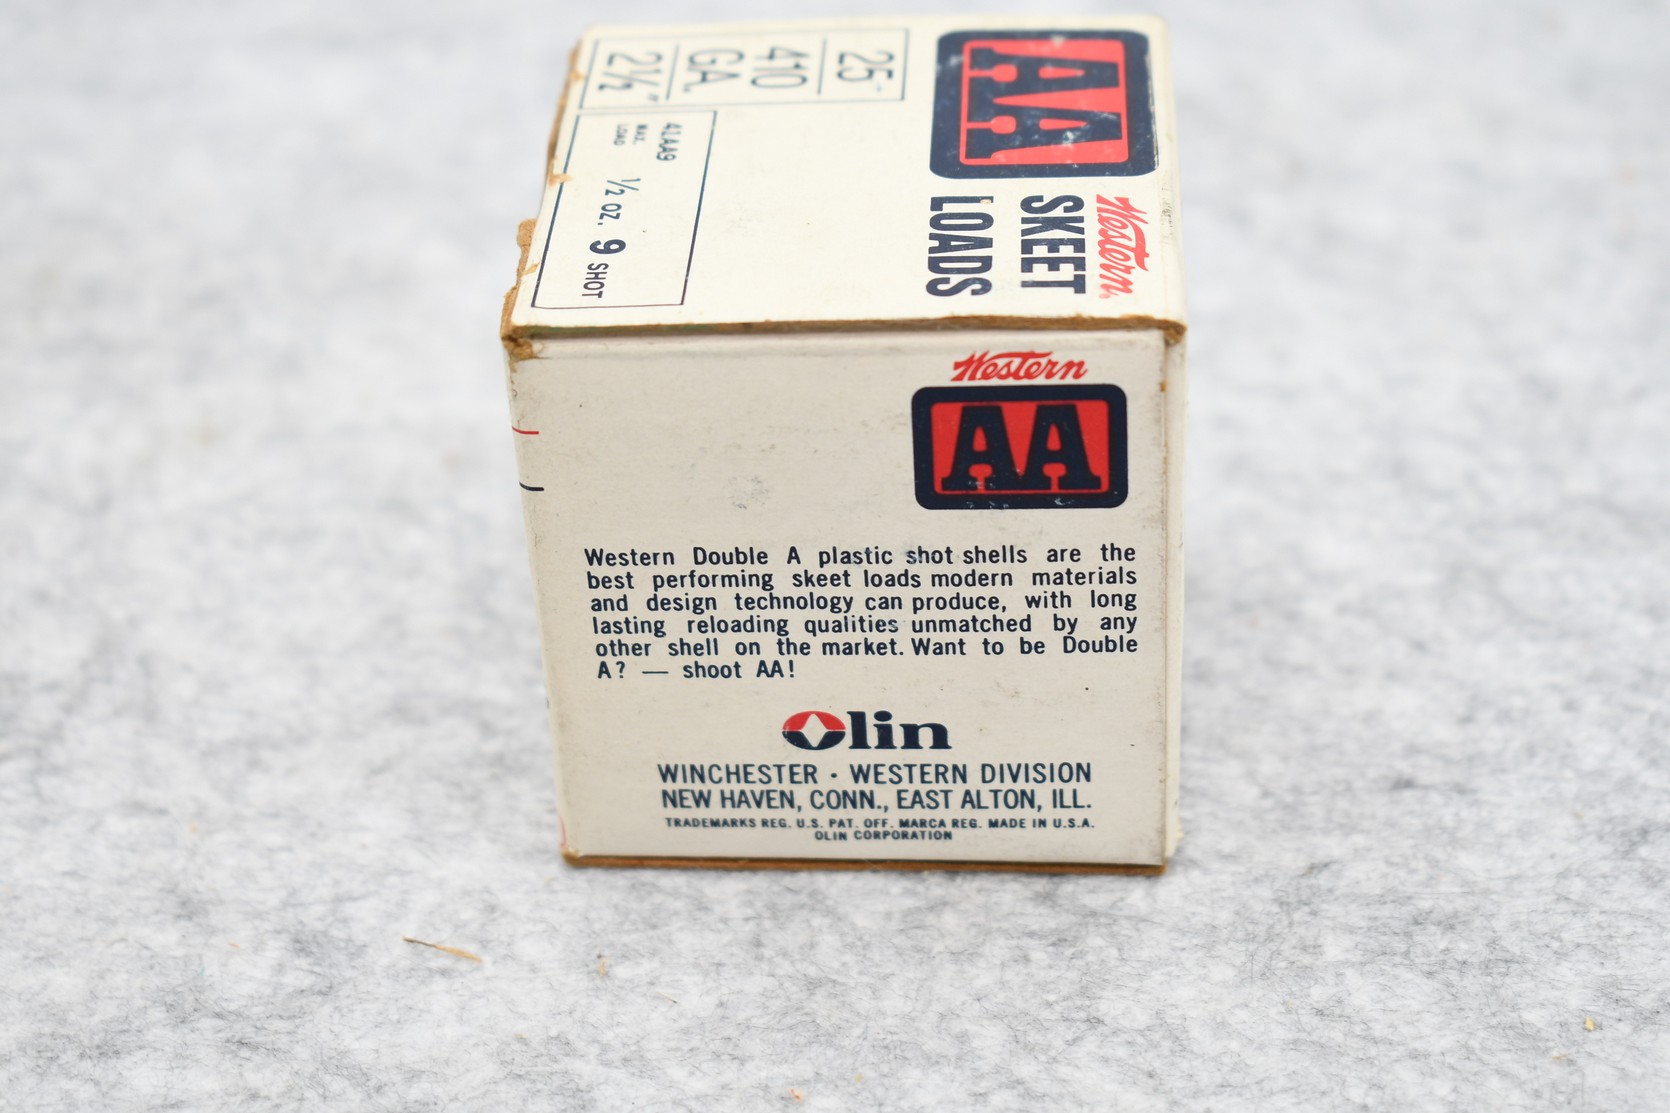 AA
Western
SKEET
LOADS
25
410
GA.
2½"
41AA9
MAX.
LOAD
½ OZ. 9 SHOT
Western
AA
Western Double A plastic shot shells are the
best performing skeet loads modern materials
and design technology can produce, with long
lasting reloading qualities unmatched by any
other shell on the market. Want to be Double
A? — shoot AA!
Olin
WINCHESTER · WESTERN DIVISION
NEW HAVEN, CONN., EAST ALTON, ILL.
TRADEMARKS REG. U.S. PAT. OFF. MARCA REG. MADE IN U.S.A.
OLIN CORPORATION